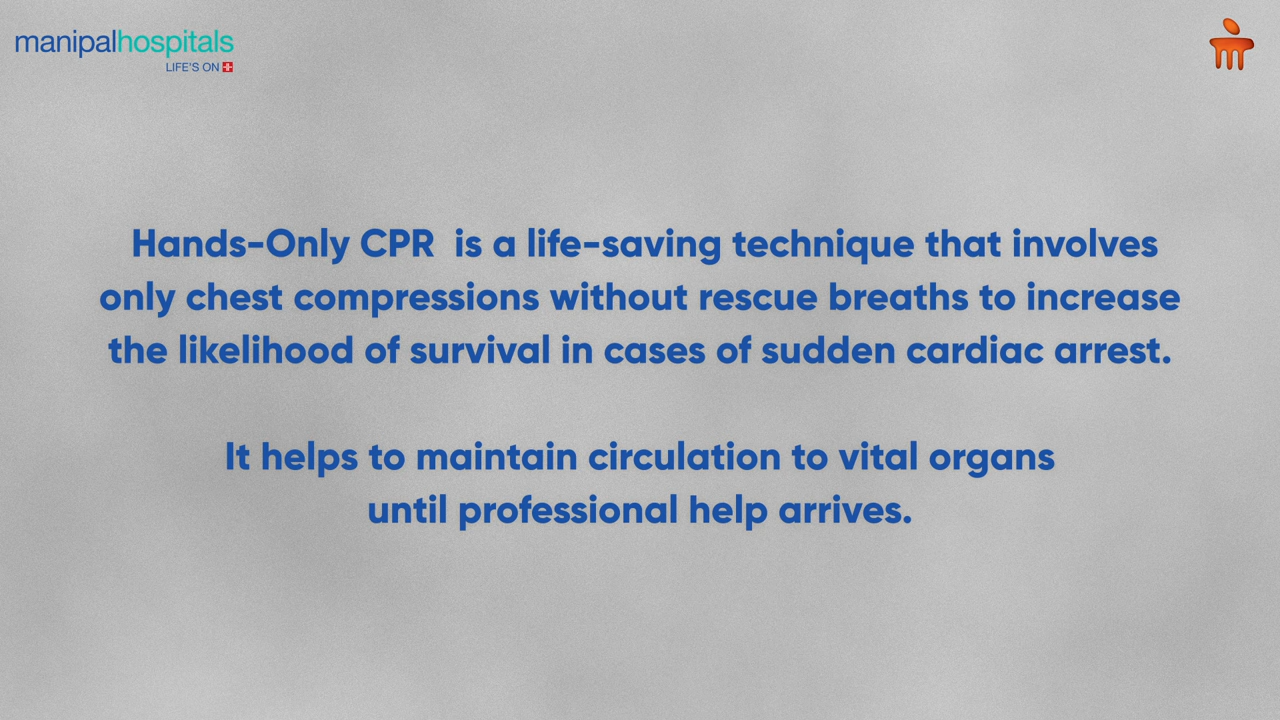 manipalhospitals
LIFE'S ON
Hands-Only CPR  is a life-saving technique that involves
only chest compressions without rescue breaths to increase
the likelihood of survival in cases of sudden cardiac arrest.
It helps to maintain circulation to vital organs
until professional help arrives.